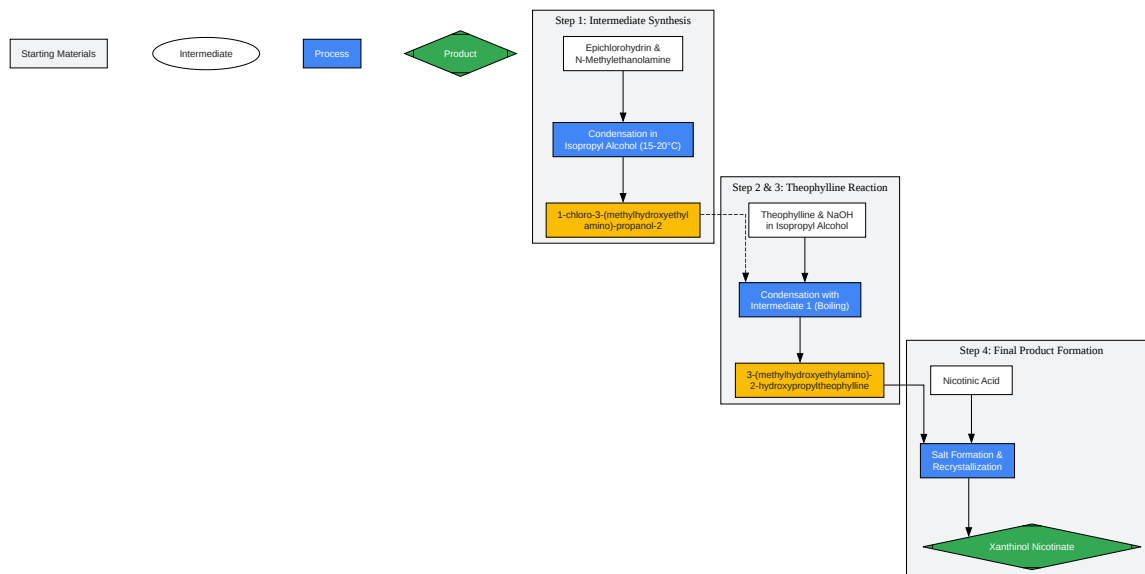 Starting Materials
Intermediate
Process
Product
Step 1: Intermediate Synthesis
Epichlorohydrin &
N-Methylethanolamine
Condensation in
Isopropyl Alcohol (15-20°C)
1-chloro-3-(methylhydroxyethyl
amino)-propanol-2
Step 2 & 3: Theophylline Reaction
Theophylline & NaOH
in Isopropyl Alcohol
Condensation with
Intermediate 1 (Boiling)
3-(methylhydroxyethylamino)-
2-hydroxypropyltheophylline
Step 4: Final Product Formation
Nicotinic Acid
Salt Formation &
Recrystallization
Xanthinol Nicotinate